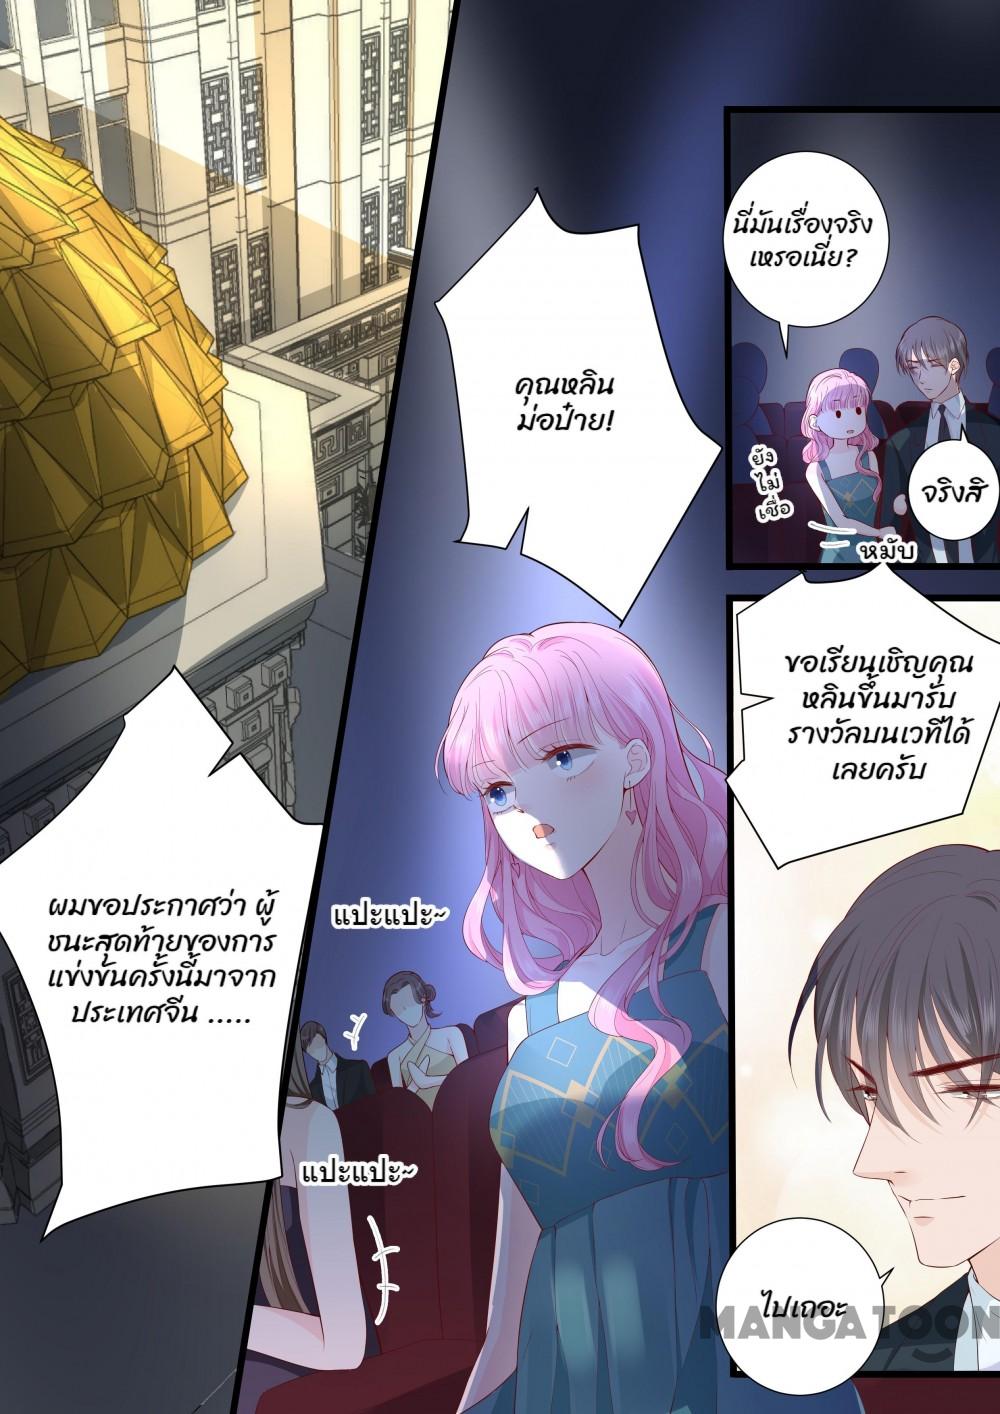 ผมขอประกาศว่า ผู้
ชนะสุดท้ายของการ
แข่งขันครั้งนี้มาจาก
ประเทศจีน .....
คุณหลิน
ม่อป๋าย!
แปะแปะ~
แปะแปะ~
นี่มันเรื่องจริง
เหรอเนี่ย?
ยัง
ไม่
เชื่อ
จริงสิ
หมับ
ขอเรียนเชิญคุณ
หลินขึ้นมารับ
รางวัลบนเวทีได้
เลยครับ
ไปเถอะ
MANGATOON